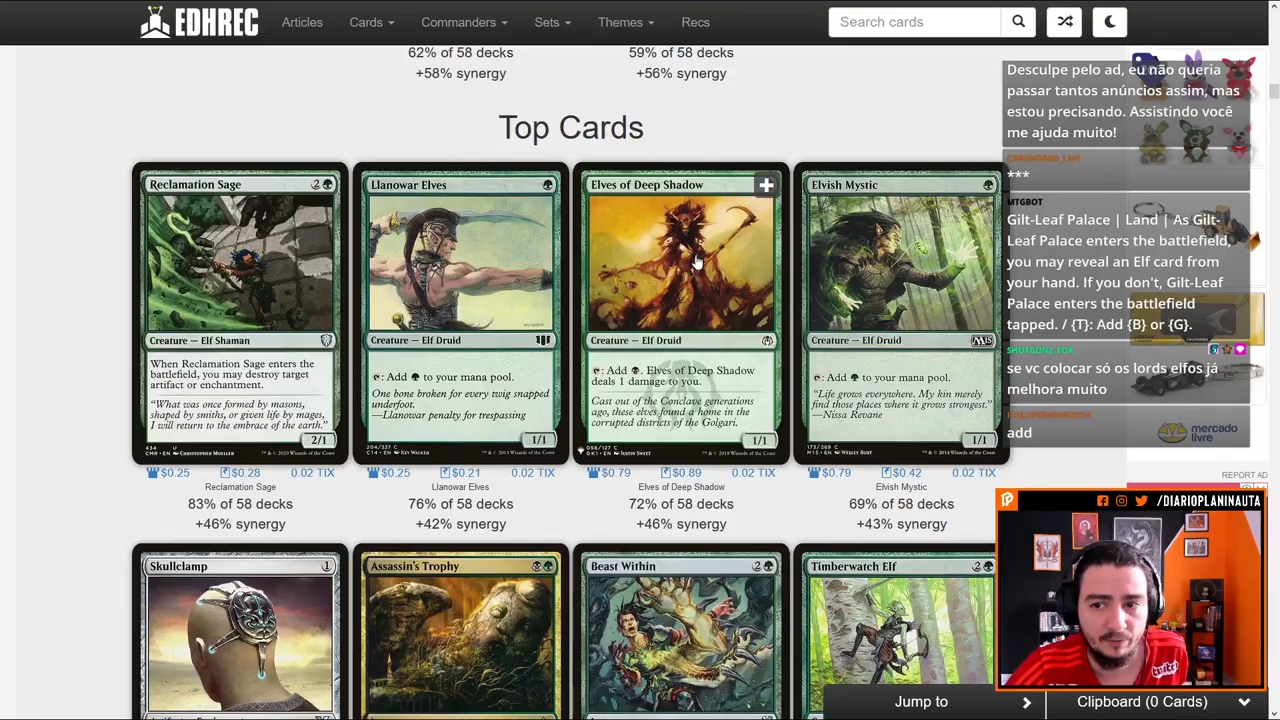 EDHREC
Articles
Cards
Commanders
Sets
Themes
Recs
Search cards
62% of 58 decks
+58% synergy
59% of 58 decks
+56% synergy
Top Cards
Reclamation Sage 2
Creature — Elf Shaman
When Reclamation Sage enters the
battlefield, you may destroy target
artifact or enchantment.
“What was once formed by masons,
shaped by smiths, or given life by mages,
I will return to the embrace of the earth.”
2/1
$0.25 $0.28 0.02 TIX
Reclamation Sage
83% of 58 decks
+46% synergy
Llanowar Elves
Creature — Elf Druid
: Add to your mana pool.
One bone broken for every twig snapped
underfoot.
—Llanowar penalty for trespassing
1/1
$0.25 $0.21 0.02 TIX
Llanowar Elves
76% of 58 decks
+42% synergy
Elves of Deep Shadow
Creature — Elf Druid
: Add . Elves of Deep Shadow
deals 1 damage to you.
Cast out of the Conclave generations
ago, these elves found a home in the
corrupted districts of the Golgari.
1/1
$0.79 $0.89 0.02 TIX
Elves of Deep Shadow
72% of 58 decks
+46% synergy
Elvish Mystic
Creature — Elf Druid
M15
: Add to your mana pool.
“Life grows everywhere. My kin merely
find those places where it grows strongest.”
—Nissa Revane
1/1
$0.79 $0.42 0.02 TIX
Elvish Mystic
69% of 58 decks
+43% synergy
Skullclamp 1
Assassin's Trophy
Beast Within 2
Timberwatch Elf 2
Desculpe pelo ad, eu não queria
passar tantos anúncios assim, mas
estou precisando. Assistindo você
me ajuda muito!
CARDBOARD_LIVE
***
MTGBOT
Gilt-Leaf Palace | Land | As Gilt-
Leaf Palace enters the battlefield,
you may reveal an Elf card from
your hand. If you don't, Gilt-Leaf
Palace enters the battlefield
tapped. / {T}: Add {B} or {G}.
SHOTGUNZ_FOX
se vc colocar só os lords elfos já
melhora muito
add
mercado
livre
REPORT AD
/DIARIOPLANINAUTA
twitch
Jump to
Clipboard (0 Cards)